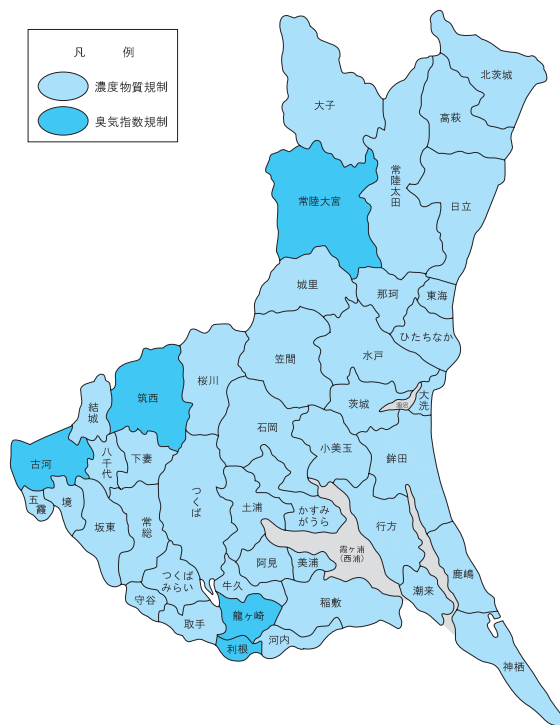 凡 例
濃度物質規制
臭気指数規制
北茨城
大子
高萩
常陸太田
常陸大宮
日立
城里
那珂
東海
ひたちなか
水戸
笠間
桜川
筑西
茨城
涸沼
大洗
結城
石岡
小美玉
鉾田
古河
八千代
下妻
つくば
五霞
境
坂東
常総
土浦
かすみ
がうら
行方
霞ヶ浦
(西浦)
阿見
美浦
鹿嶋
つくば
みらい
牛久
潮来
守谷
取手
龍ヶ崎
稲敷
利根
河内
神栖